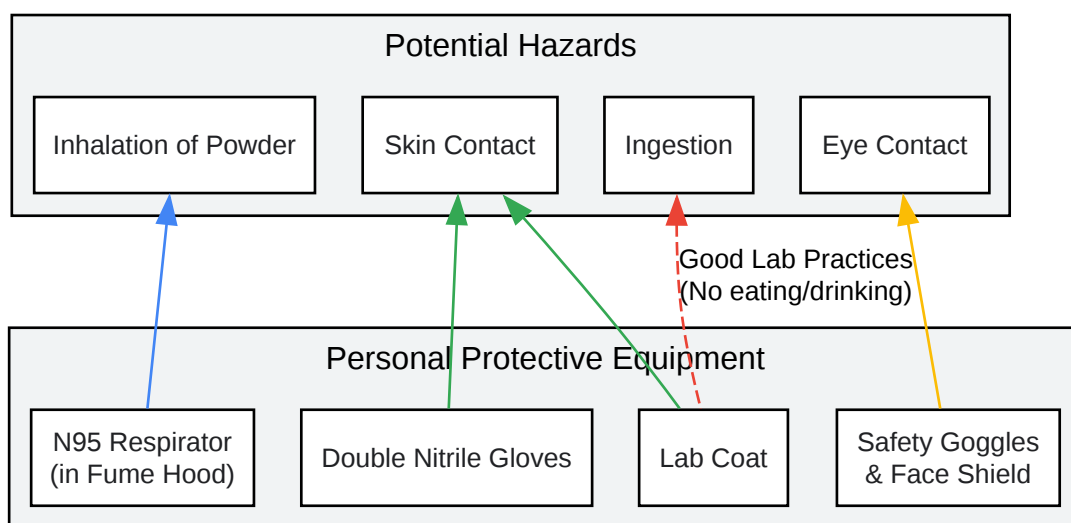 Potential Hazards
Inhalation of Powder
Skin Contact
Ingestion
Eye Contact
Good Lab Practices
(No eating/drinking)
Personal Protective Equipment
N95 Respirator
(in Fume Hood)
Double Nitrile Gloves
Lab Coat
Safety Goggles
& Face Shield